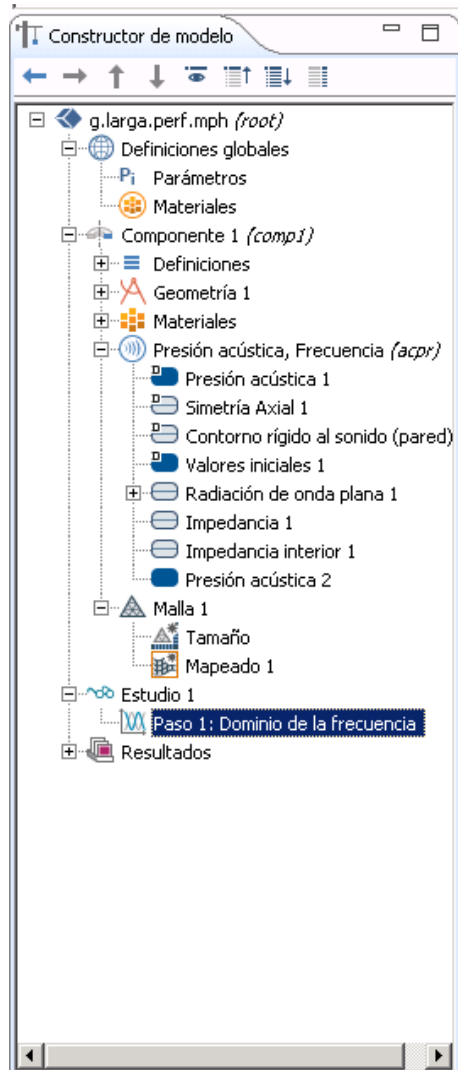 Constructor de modelo
g.larga.perf.mph (root)
Definiciones globales
Pi Parámetros
Materiales
Componente 1 (comp1)
Definiciones
Geometría 1
Materiales
Presión acústica, Frecuencia (acpr)
Presión acústica 1
Simetría Axial 1
Contorno rígido al sonido (pared)
Valores iniciales 1
Radiación de onda plana 1
Impedancia 1
Impedancia interior 1
Presión acústica 2
Malla 1
Tamaño
Mapeado 1
Estudio 1
Paso 1: Dominio de la frecuencia
Resultados